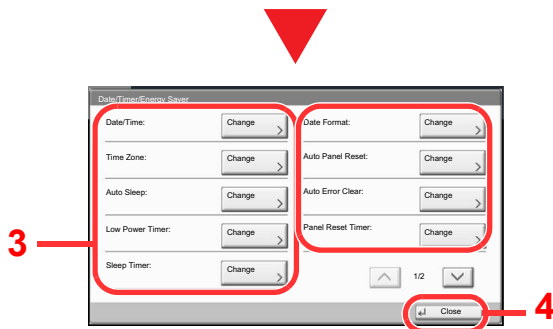 Date/Timer/Energy Saver
Date/Time: Change Date Format: Change
Time Zone: Change Auto Panel Reset: Change
Auto Sleep: Change Auto Error Clear: Change
3 Low Power Timer: Change Panel Reset Timer: Change
Sleep Timer: Change 1/2
Close 4